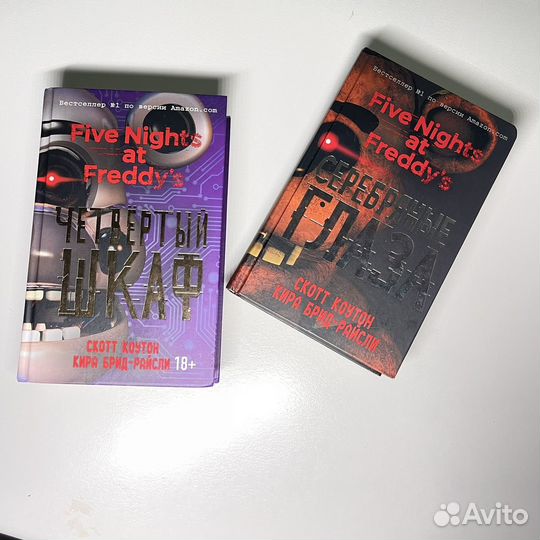 Бестселлер №1 по версии Amazon.com
Five Nights
at
Freddy's
ЧЕТВЕРТЫЙ
ШКАФ
СКОТТ КОУТОН
КИРА БРИД-РАЙСЛИ 18+
Бестселлер №1 по версии Amazon.com
Five Nights
at
Freddy's
СЕРЕБРЯНЫЕ
ГЛАЗА
СКОТТ КОУТОН
КИРА БРИД-РАЙСЛИ
Avito